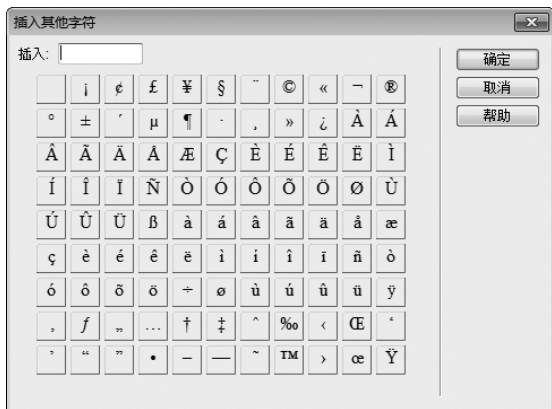 插入其他字符
插入:
确定
取消
帮助
¡ ¢ £ ¥ § ¨ © « ¬ ®
° ± ´ µ ¶ · ¸ » ¿ À Á
Â Ã Ä Å Æ Ç È É Ê Ë Ì
Í Î Ï Ñ Ò Ó Ô Õ Ö Ø Ù
Ú Û Ü ß à á â ã ä å æ
ç è é ê ë ì í î ï ñ ò
ó ô õ ö ÷ ø ù ú û ü ÿ
‚ ƒ „ … † ‡ ˆ ‰ ‹ Œ ‘
’ “ ” • – — ˜ ™ › œ Ÿ